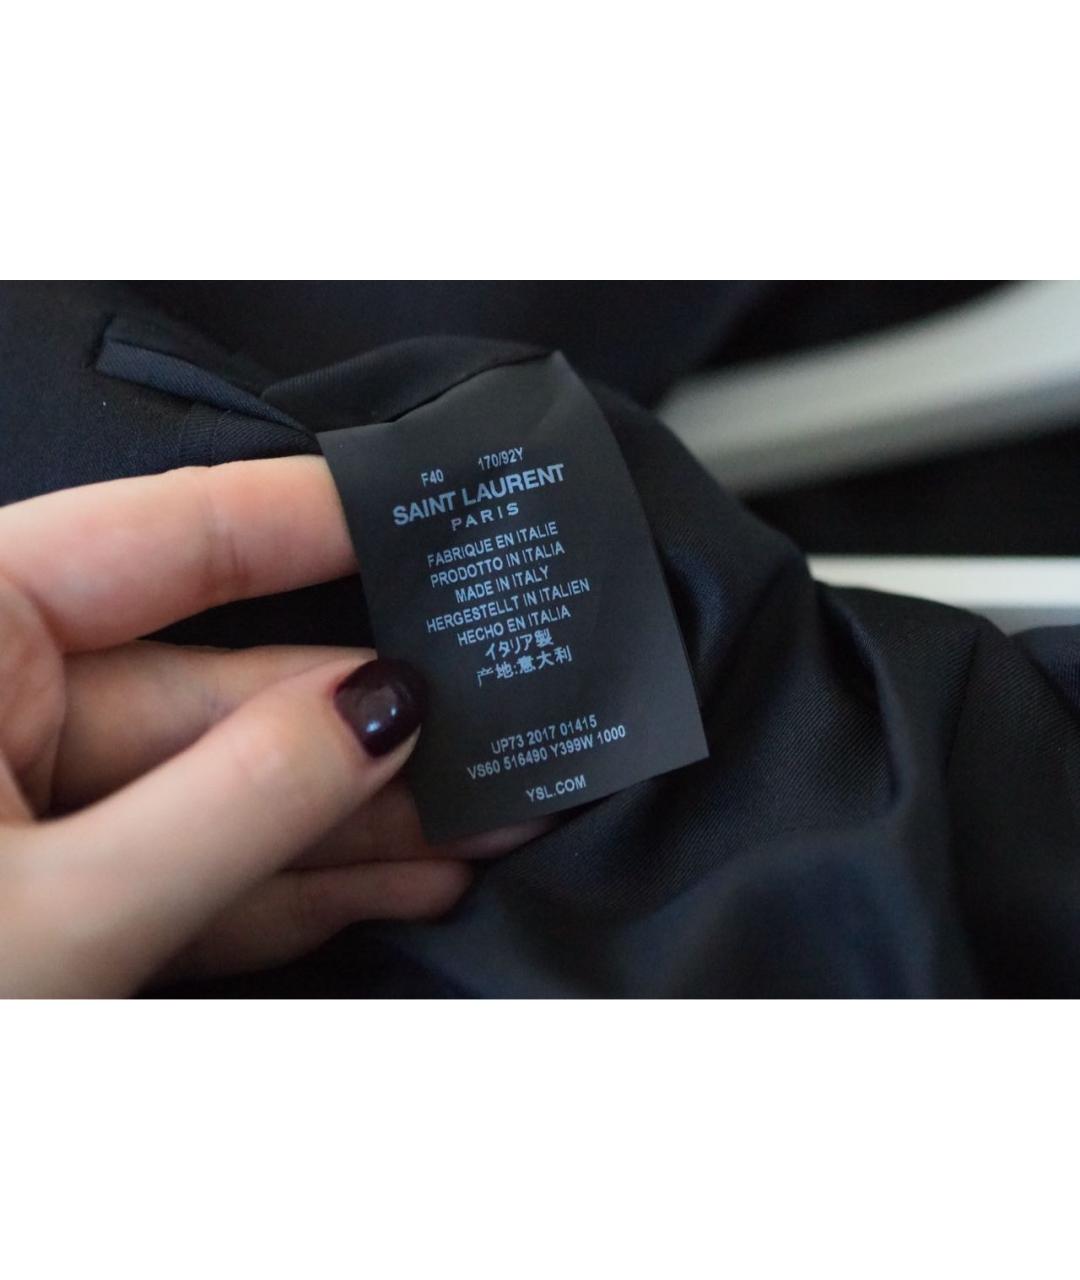 F40 170/92Y
SAINT LAURENT
PARIS
FABRIQUE EN ITALIE
PRODOTTO IN ITALIA
MADE IN ITALY
HERGESTELLT IN ITALIEN
HECHO EN ITALIA
イタリア製
产地:意大利
UP73 2017 01415
VS60 516490 Y399W 1000
YSL.COM